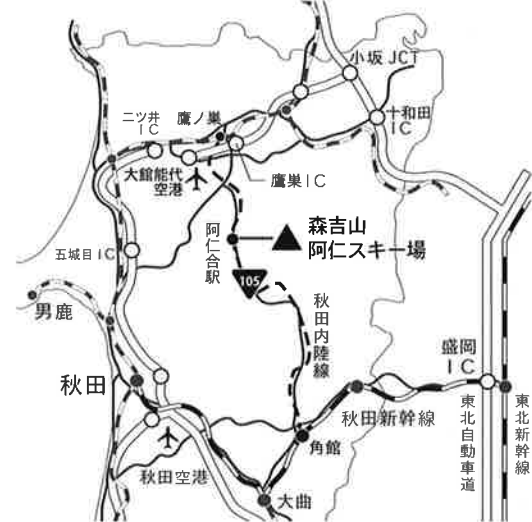 小坂 JCT
十和田
IC
二ツ井
IC
鷹ノ巣
大館能代
空港
鷹巣IC
森吉山
阿仁スキー場
阿仁合駅
五城目IC
105
秋田内陸線
男鹿
盛岡
IC
秋田
秋田新幹線
東北自動車道
東北新幹線
角館
秋田空港
大曲